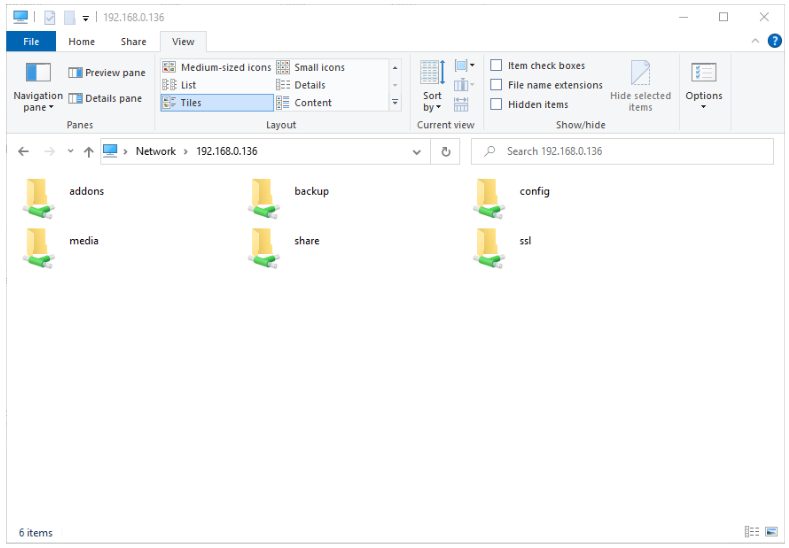 192.168.0.136
File Home Share View
Navigation pane
Preview pane
Details pane
Panes
Medium-sized icons Small icons
List Details
Tiles Content
Layout
Sort by
Current view
Item check boxes
File name extensions
Hidden items
Hide selected items
Show/hide
Options
Network 192.168.0.136
Search 192.168.0.136
addons backup config
media share ssl
6 items